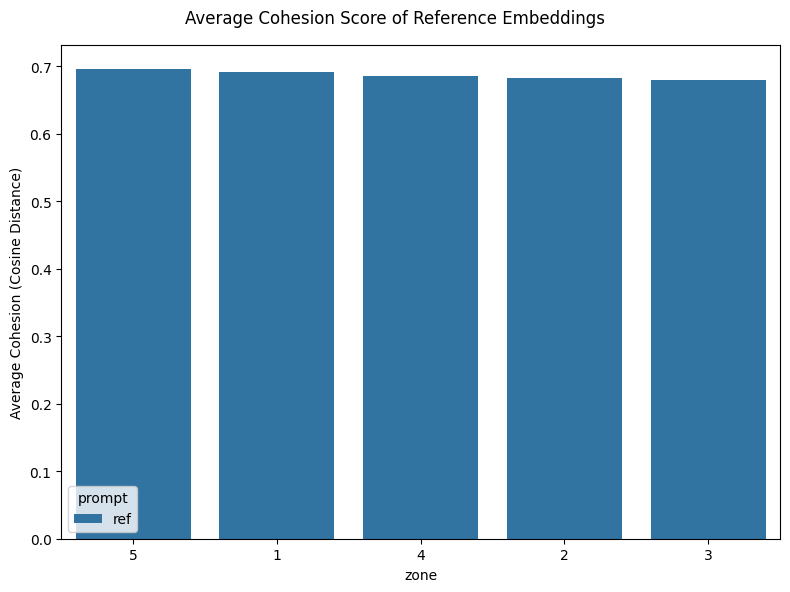 Average Cohesion Score of Reference Embeddings
Average Cohesion (Cosine Distance)
0.7
0.6
0.5
0.4
0.3
0.2
0.1
0.0
prompt
ref
5 1 4 2 3
zone